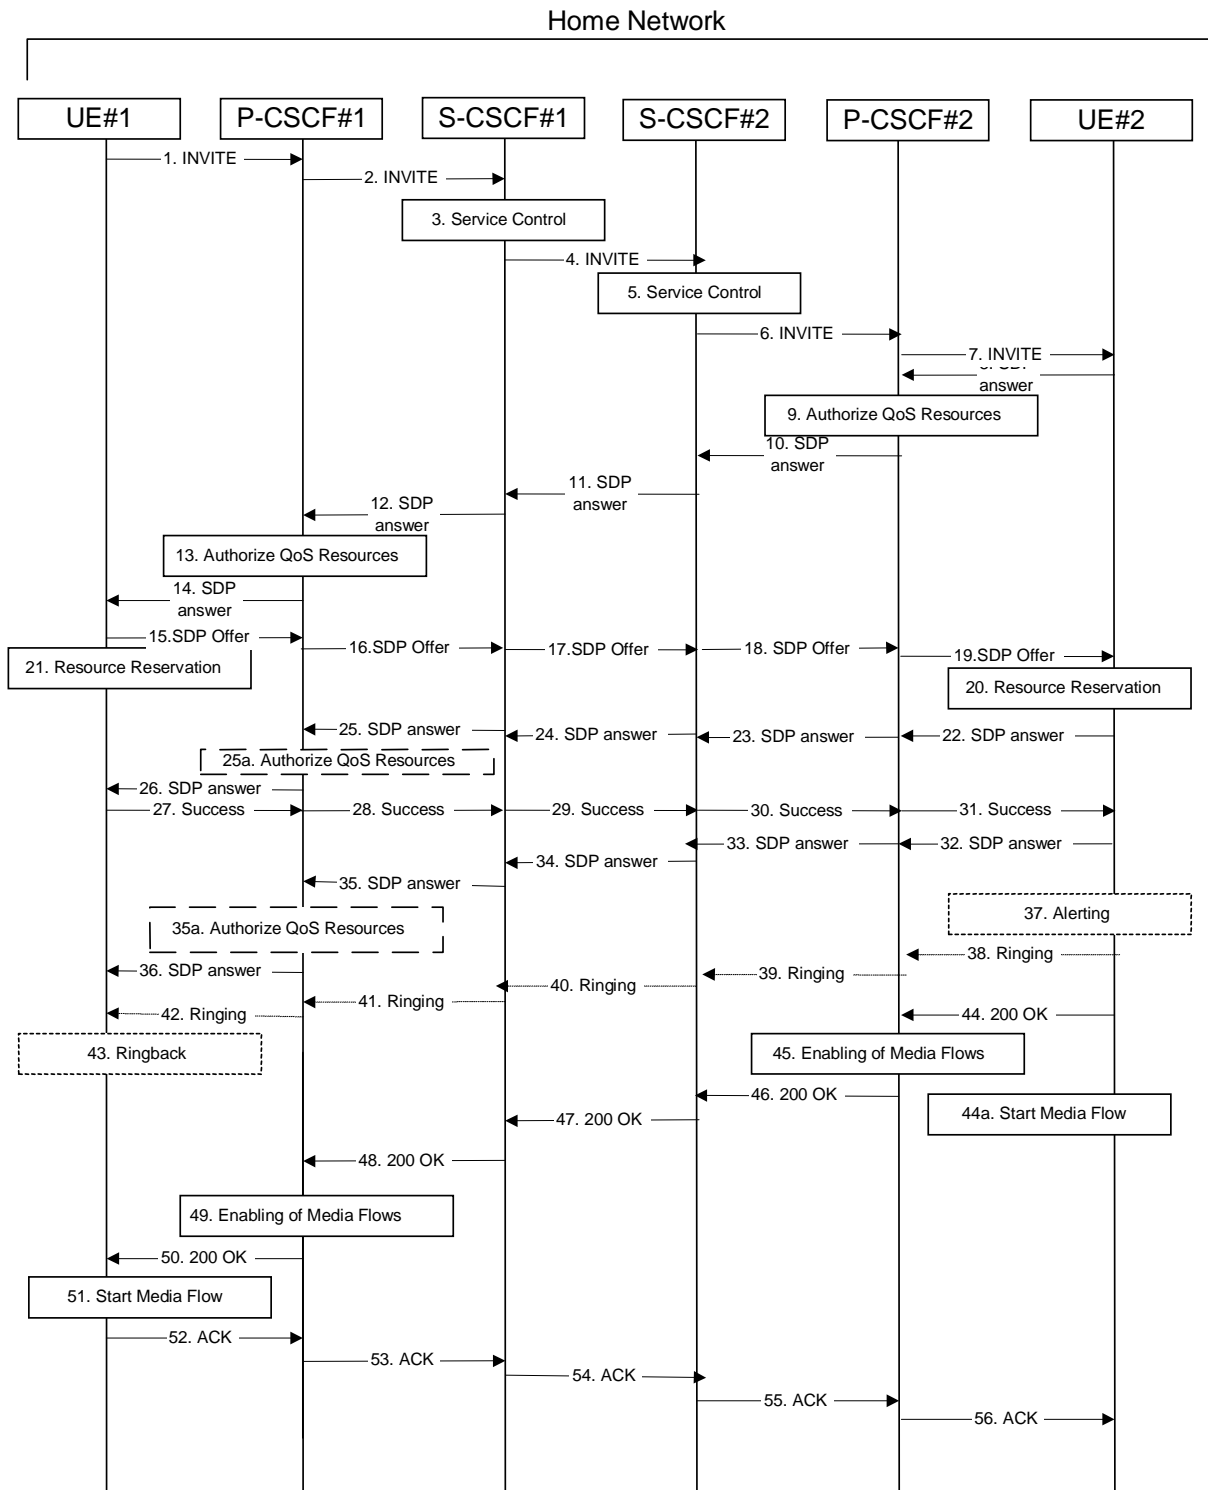 Home Network
UE#1
P-CSCF#1
S-CSCF#1
S-CSCF#2
P-CSCF#2
UE#2
1. INVITE
2. INVITE
3. Service Control
4. INVITE
5. Service Control
6. INVITE
7. INVITE
answer
9. Authorize QoS Resources
10. SDP
answer
11. SDP
answer
12. SDP
answer
13. Authorize QoS Resources
14. SDP
answer
15.SDP Offer
16.SDP Offer
17.SDP Offer
18. SDP Offer
19.SDP Offer
21. Resource Reservation
20. Resource Reservation
25. SDP answer
24. SDP answer
23. SDP answer
22. SDP answer
25a. Authorize QoS Resources
26. SDP answer
27. Success
28. Success
29. Success
30. Success
31. Success
33. SDP answer
32. SDP answer
34. SDP answer
35. SDP answer
35a. Authorize QoS Resources
37. Alerting
36. SDP answer
38. Ringing
39. Ringing
40. Ringing
41. Ringing
42. Ringing
44. 200 OK
43. Ringback
45. Enabling of Media Flows
46. 200 OK
44a. Start Media Flow
47. 200 OK
48. 200 OK
49. Enabling of Media Flows
50. 200 OK
51. Start Media Flow
52. ACK
53. ACK
54. ACK
55. ACK
56. ACK